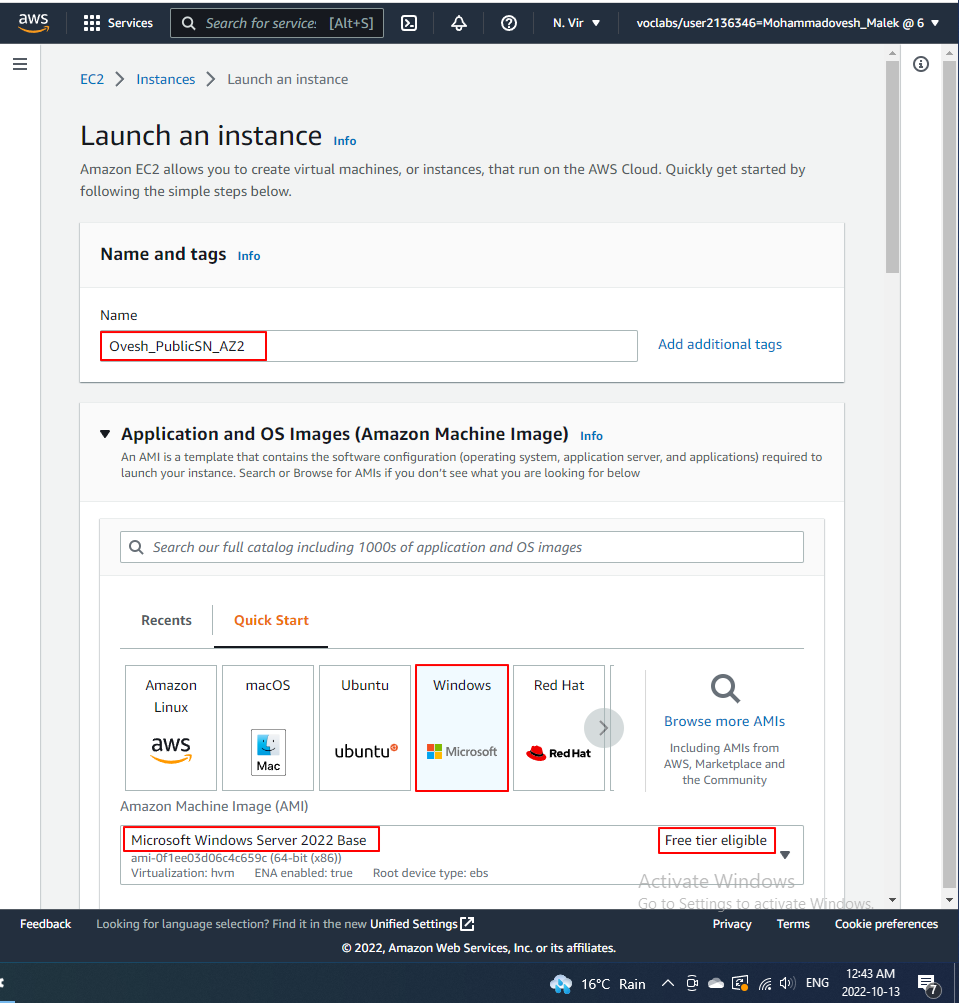 aws
Services
Search for service: [Alt+S]
N. Vir
voclabs/user2136346=Mohammadovesh_Malek @ 6
EC2 > Instances > Launch an instance
Launch an instance Info
Amazon EC2 allows you to create virtual machines, or instances, that run on the AWS Cloud. Quickly get started by
following the simple steps below.
Name and tags Info
Name
Ovesh_PublicSN_AZ2
Add additional tags
Application and OS Images (Amazon Machine Image) Info
An AMI is a template that contains the software configuration (operating system, application server, and applications) required to
launch your instance. Search or Browse for AMIs if you don't see what you are looking for below
Search our full catalog including 1000s of application and OS images
Recents
Quick Start
Amazon
Linux
aws
macOS
Mac
Ubuntu
ubuntu
Windows
Microsoft
Red Hat
Red Hat
Browse more AMIs
Including AMIs from
AWS, Marketplace and
the Community
Amazon Machine Image (AMI)
Microsoft Windows Server 2022 Base
Free tier eligible
ami-0f1ee03d06c4c659c (64-bit (x86))
Virtualization: hvm ENA enabled: true Root device type: ebs
Activate Windows
Go to Settings to activate Windows.
Feedback
Looking for language selection? Find it in the new Unified Settings
Privacy
Terms
Cookie preferences
© 2022, Amazon Web Services, Inc. or its affiliates.
16°C Rain
ENG
12:43 AM
2022-10-13
7